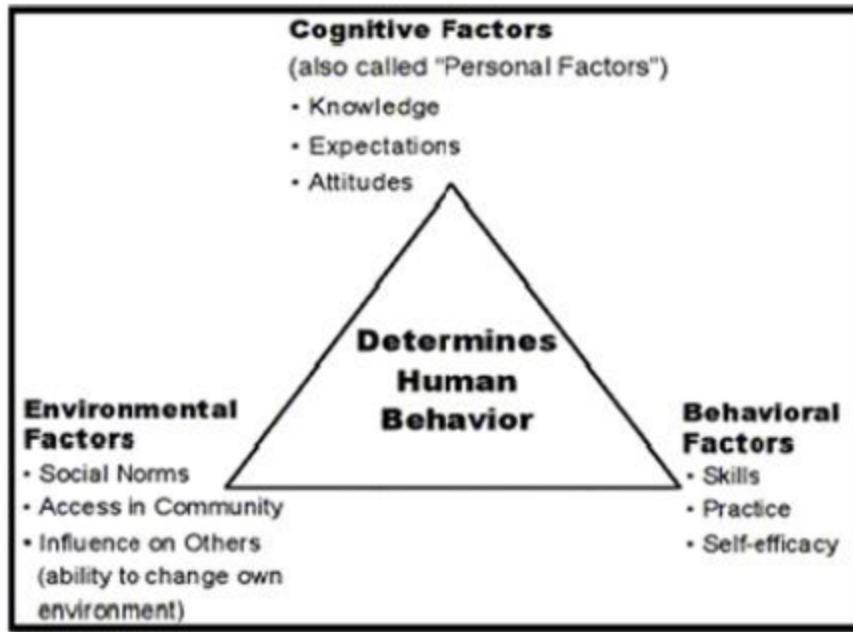 Cognitive Factors
(also called "Personal Factors")
• Knowledge
• Expectations
• Attitudes
Determines
Human
Behavior
Environmental
Factors
• Social Norms
• Access in Community
• Influence on Others
(ability to change own
environment)
Behavioral
Factors
• Skills
• Practice
• Self-efficacy